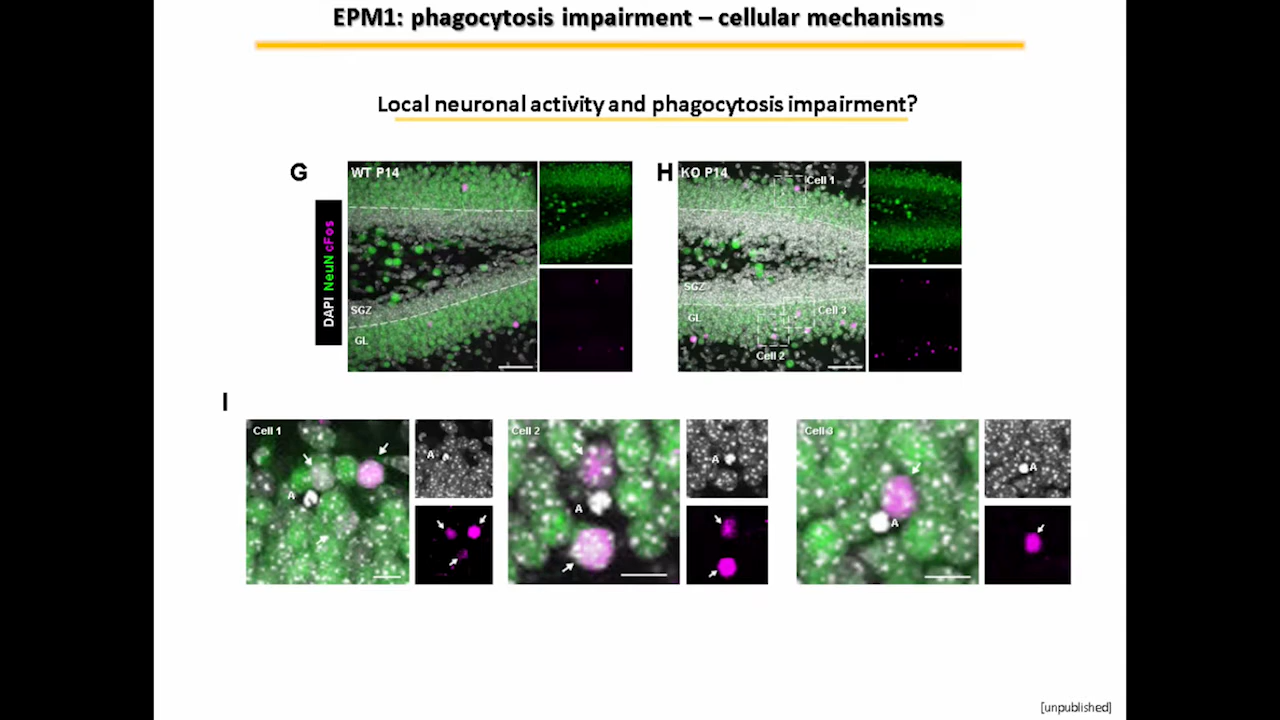 EPM1: phagocytosis impairment – cellular mechanisms
Local neuronal activity and phagocytosis impairment?
G
WT P14
SGZ
GL
DAPI NeuN cFos
H
KO P14
Cell 1
SGZ
GL
Cell 3
Cell 2
I
Cell 1
A
A
Cell 2
A
A
Cell 3
A
A
[unpublished]